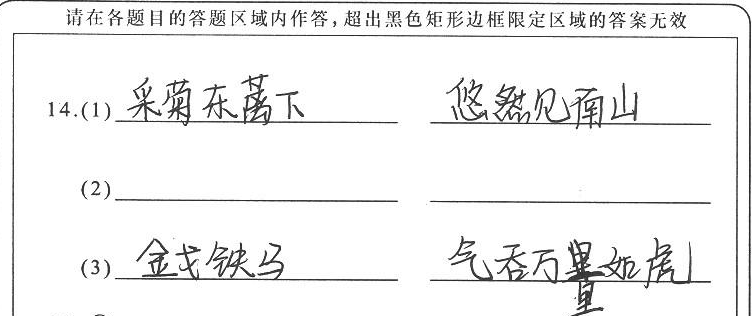 请在各题目的答题区域内作答，超出黑色矩形边框限定区域的答案无效
14.(1) 采菊东篱下 悠然见南山
(2)
(3) 金戈铁马 气吞万里如虎